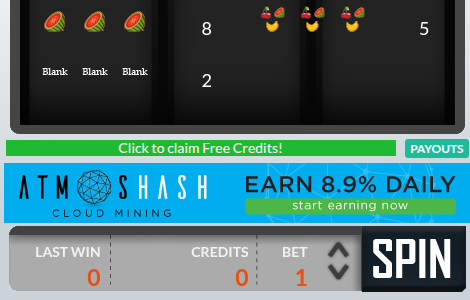 8 5
Blank Blank Blank 2
Click to claim Free Credits! PAYOUTS
ATMOSHASH EARN 8.9% DAILY
CLOUD MINING start earning now
LAST WIN CREDITS BET SPIN
0 0 1